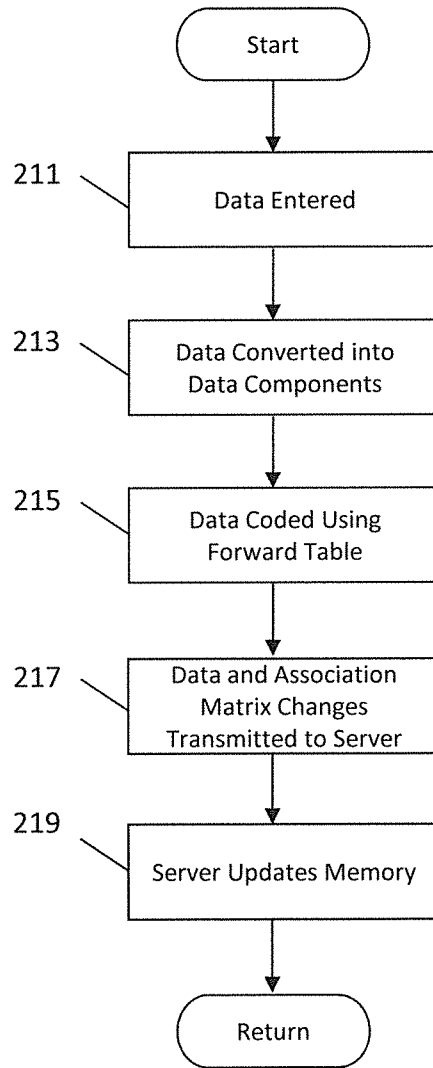 Start
211
Data Entered
213
Data Converted into
Data Components
215
Data Coded Using
Forward Table
217
Data and Association
Matrix Changes
Transmitted to Server
219
Server Updates Memory
Return